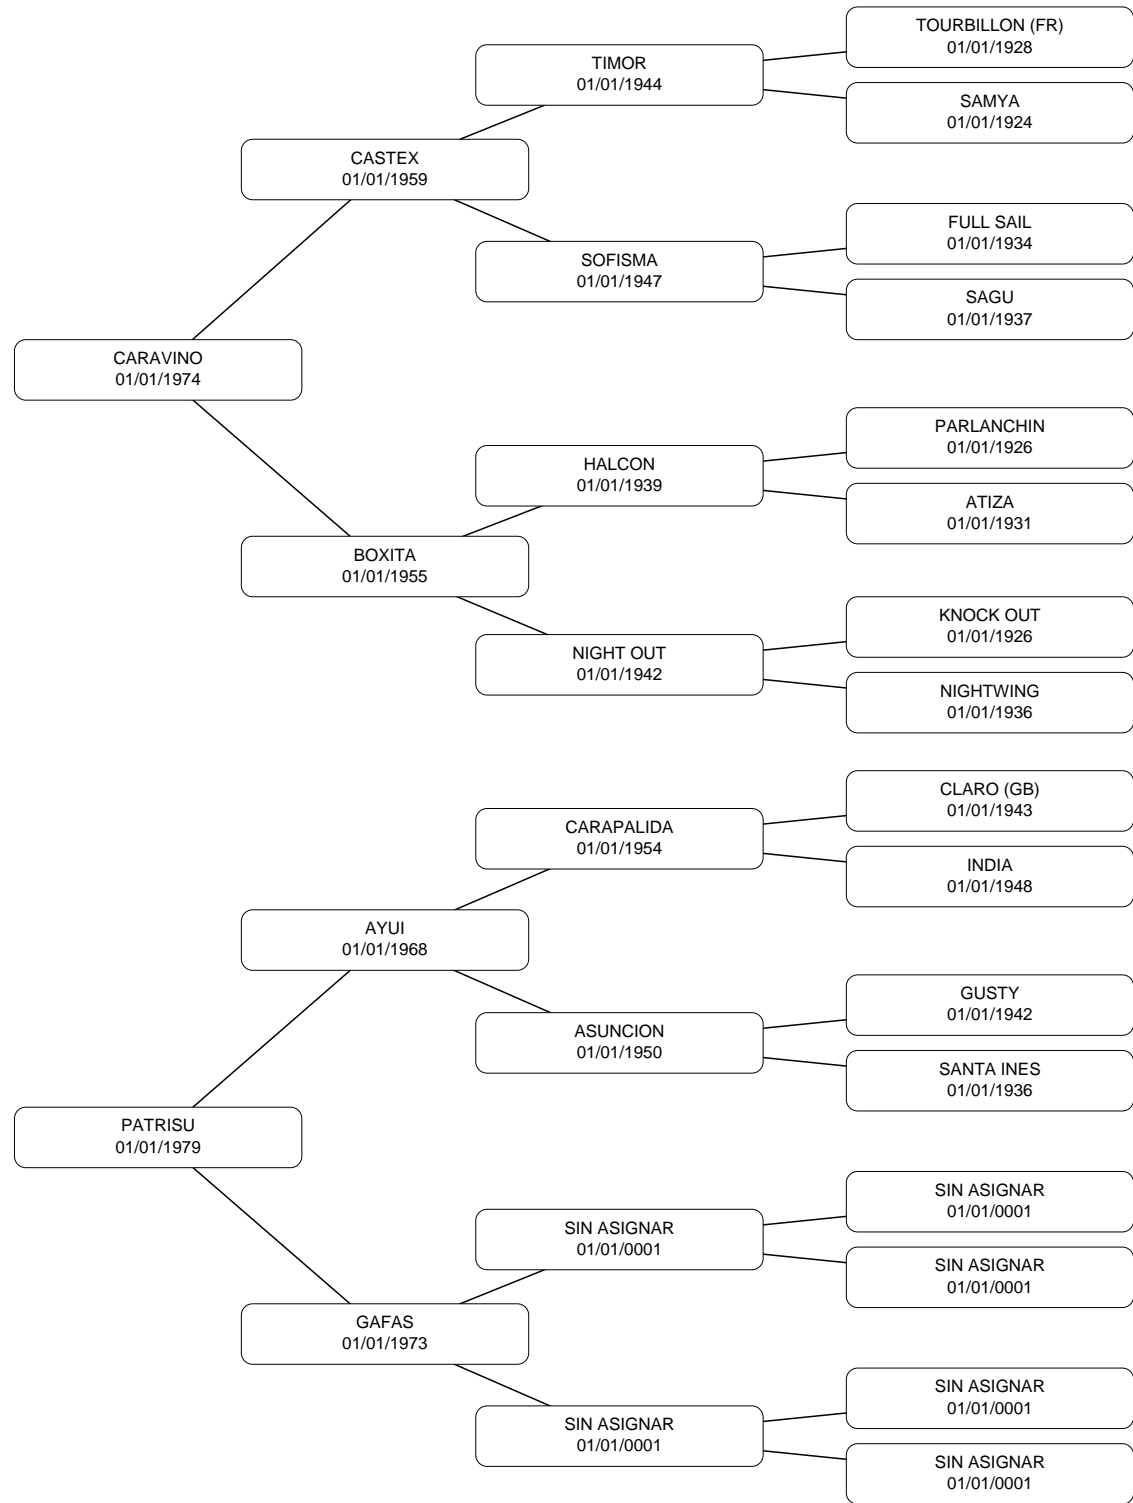 TOURBILLON (FR)
01/01/1928
TIMOR
01/01/1944
SAMYA
01/01/1924
CASTEX
01/01/1959
FULL SAIL
01/01/1934
SOFISMA
01/01/1947
SAGU
01/01/1937
CARAVINO
01/01/1974
PARLANCHIN
01/01/1926
HALCON
01/01/1939
ATIZA
01/01/1931
BOXITA
01/01/1955
KNOCK OUT
01/01/1926
NIGHT OUT
01/01/1942
NIGHTWING
01/01/1936
CLARO (GB)
01/01/1943
CARAPALIDA
01/01/1954
INDIA
01/01/1948
AYUI
01/01/1968
GUSTY
01/01/1942
ASUNCION
01/01/1950
SANTA INES
01/01/1936
PATRISU
01/01/1979
SIN ASIGNAR
01/01/0001
SIN ASIGNAR
01/01/0001
SIN ASIGNAR
01/01/0001
GAFAS
01/01/1973
SIN ASIGNAR
01/01/0001
SIN ASIGNAR
01/01/0001
SIN ASIGNAR
01/01/0001